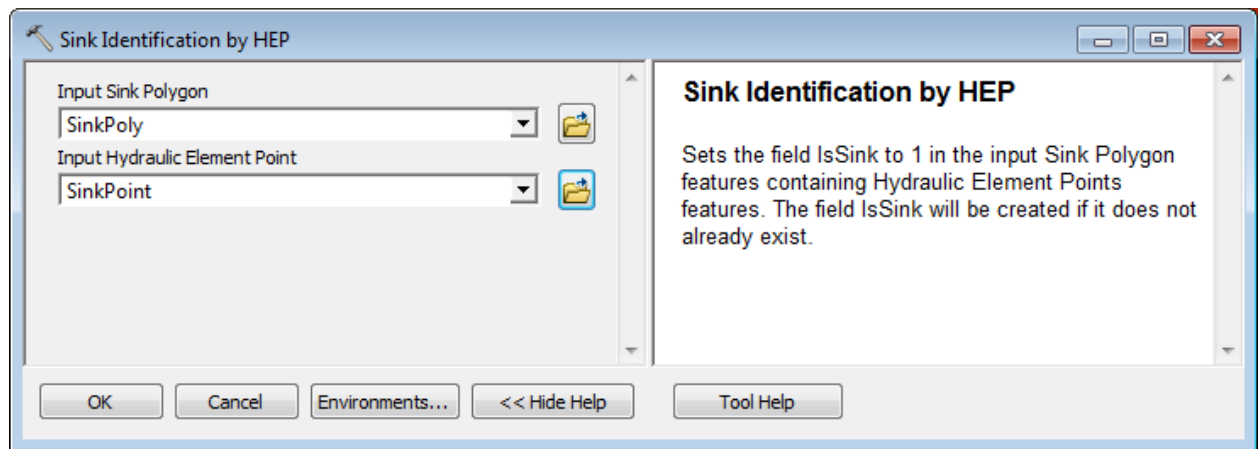 Sink Identification by HEP
Input Sink Polygon
SinkPoly
Input Hydraulic Element Point
SinkPoint
Sink Identification by HEP
Sets the field IsSink to 1 in the input Sink Polygon
features containing Hydraulic Element Points
features. The field IsSink will be created if it does not
already exist.
OK
Cancel
Environments...
<< Hide Help
Tool Help